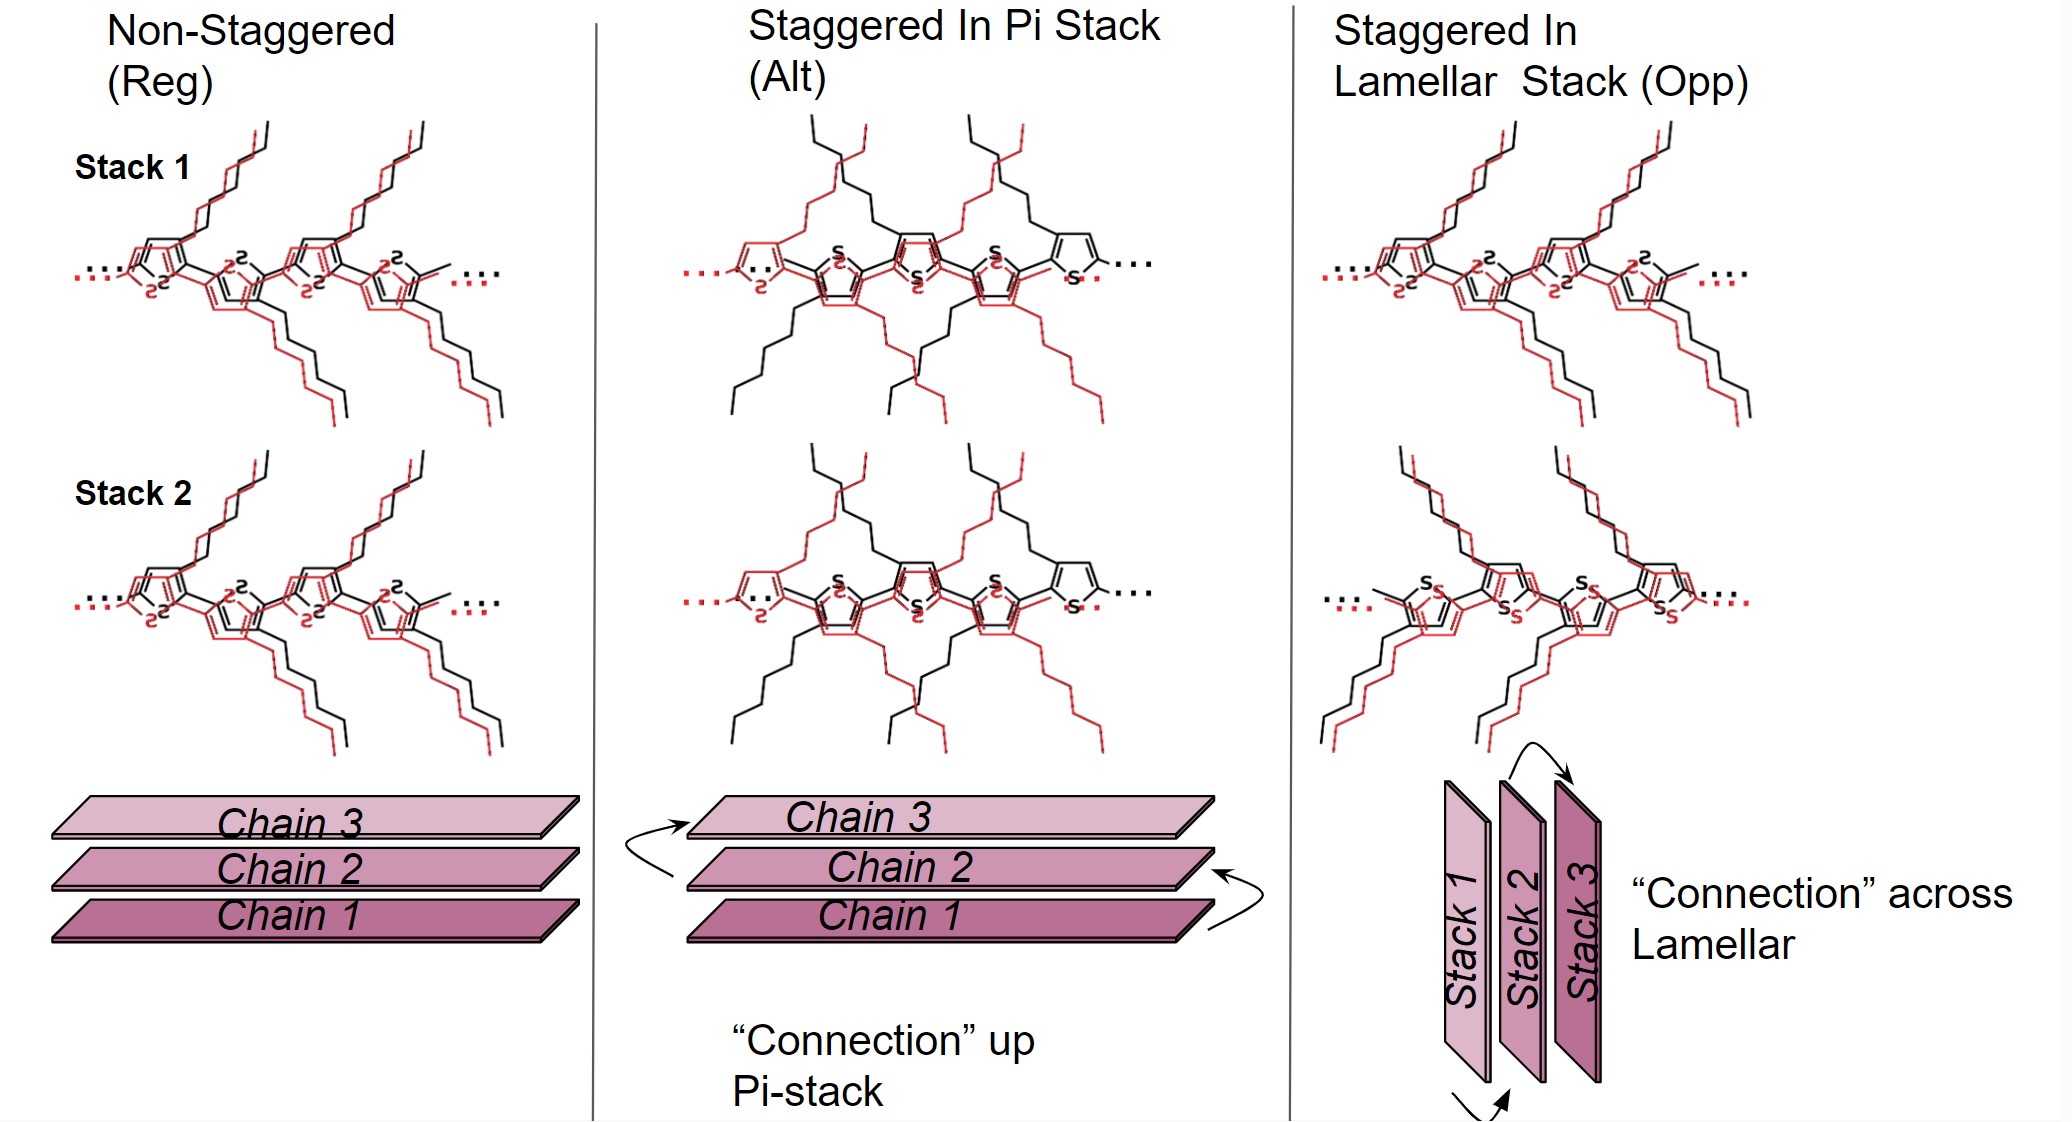 Non-Staggered
(Reg)
Staggered In Pi Stack
(Alt)
Staggered In
Lamellar Stack (Opp)
Stack 1
S S S S
S S S S
S S S S S
S S S S
S S S S
S S S S
Stack 2
S S S S
S S S S
S S S S S
S S S S
S S S S
S S S S
Chain 3
Chain 2
Chain 1
Chain 3
Chain 2
Chain 1
“Connection” up
Pi-stack
Stack 1
Stack 2
Stack 3
“Connection” across
Lamellar